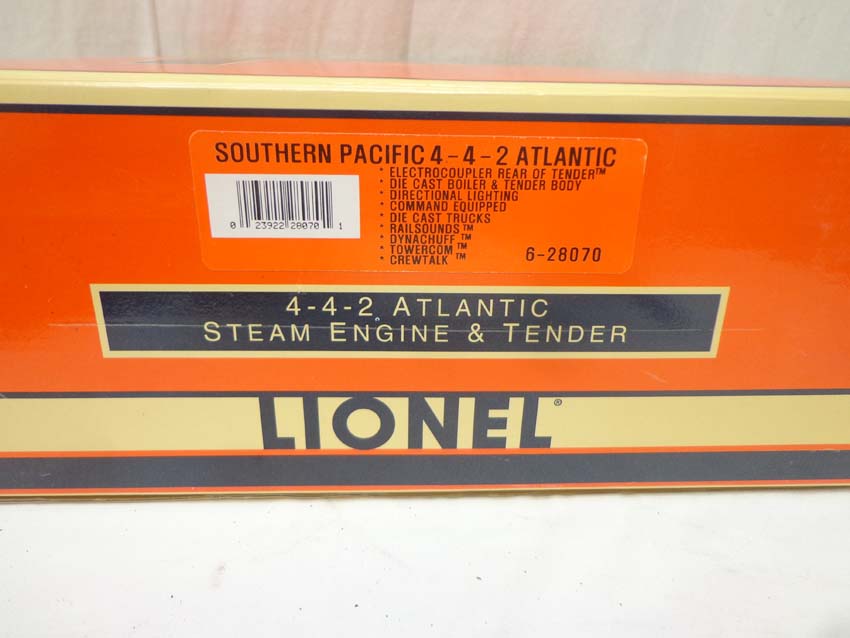 SOUTHERN PACIFIC 4-4-2 ATLANTIC
* ELECTROCOUPLER REAR OF TENDER™
* DIE CAST BOILER & TENDER BODY
* DIRECTIONAL LIGHTING
* COMMAND EQUIPPED
* DIE CAST TRUCKS
* RAILSOUNDS™
* DYNACHUFF™
* TOWERCOM™
* CREWTALK™
0 23922 28070 1
6-28070
4-4-2 ATLANTIC
STEAM ENGINE & TENDER
LIONEL®